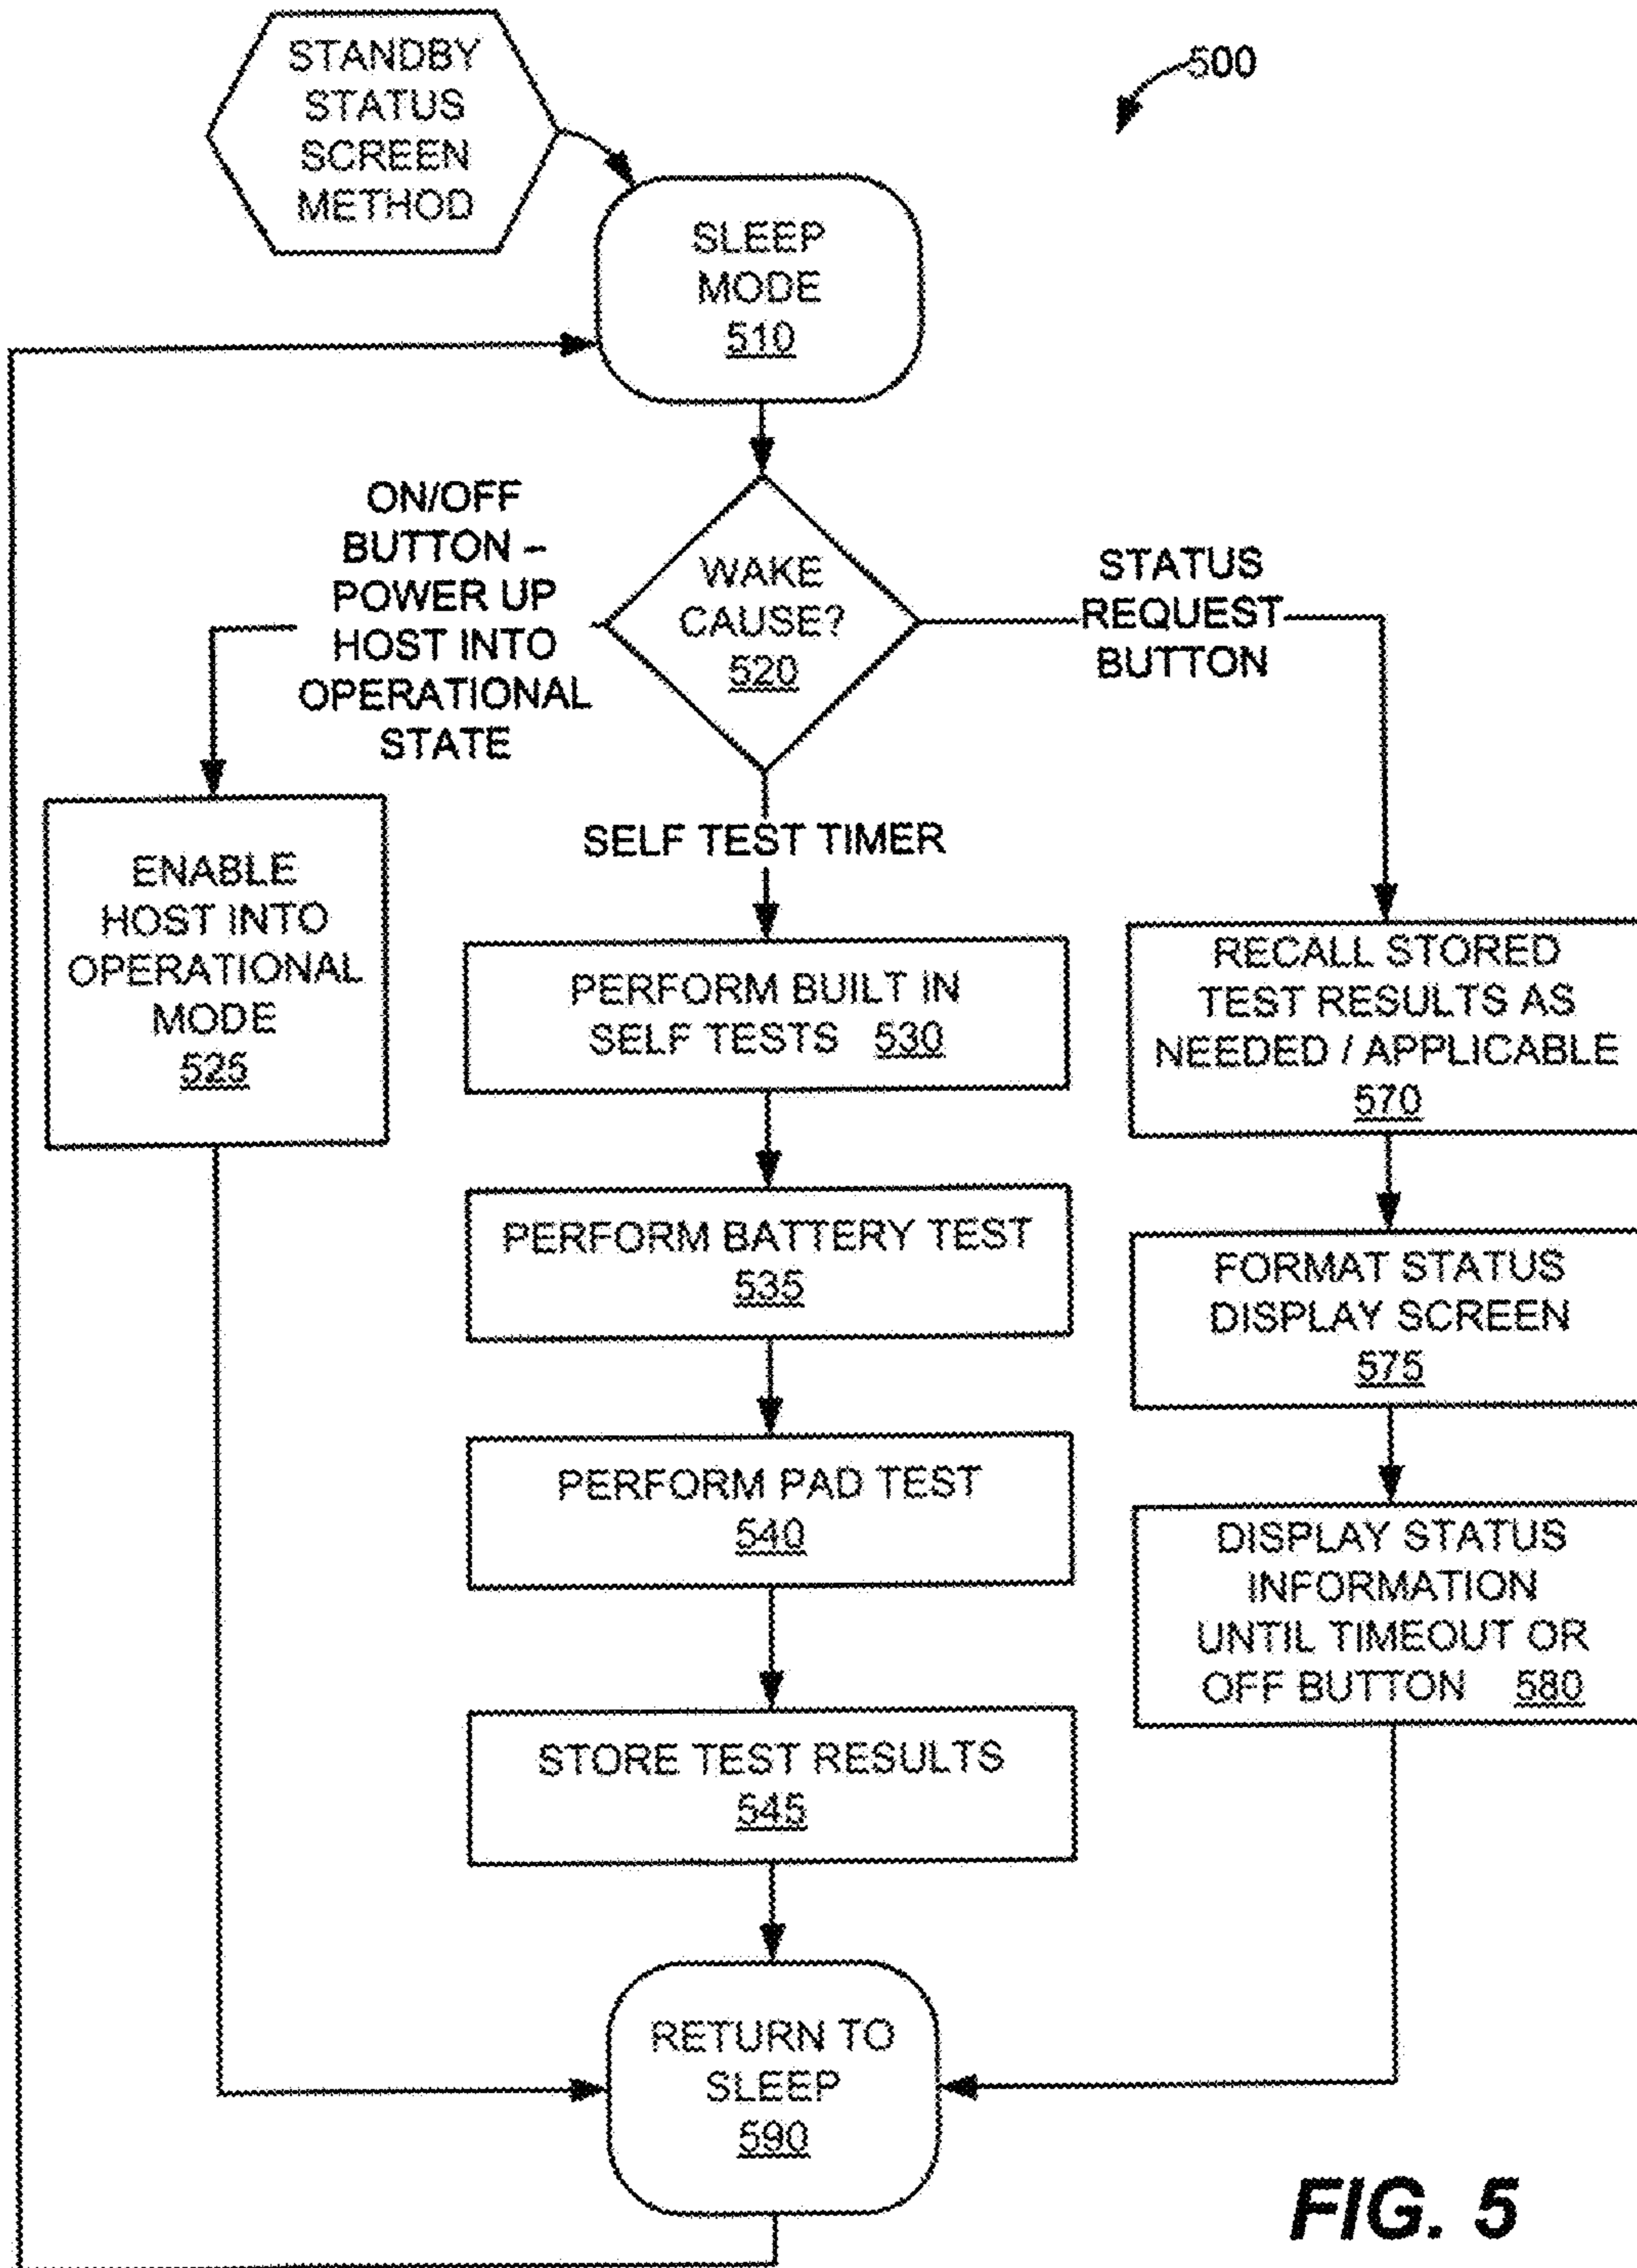 STANDBY
STATUS
SCREEN
METHOD
500
SLEEP
MODE
510
ON/OFF
BUTTON –
POWER UP
HOST INTO
OPERATIONAL
STATE
WAKE
CAUSE?
520
STATUS
REQUEST
BUTTON
SELF TEST TIMER
ENABLE
HOST INTO
OPERATIONAL
MODE
525
PERFORM BUILT IN
SELF TESTS 530
PERFORM BATTERY TEST
535
PERFORM PAD TEST
540
STORE TEST RESULTS
545
RECALL STORED
TEST RESULTS AS
NEEDED / APPLICABLE
570
FORMAT STATUS
DISPLAY SCREEN
575
DISPLAY STATUS
INFORMATION
UNTIL TIMEOUT OR
OFF BUTTON 580
RETURN TO
SLEEP
590
FIG. 5